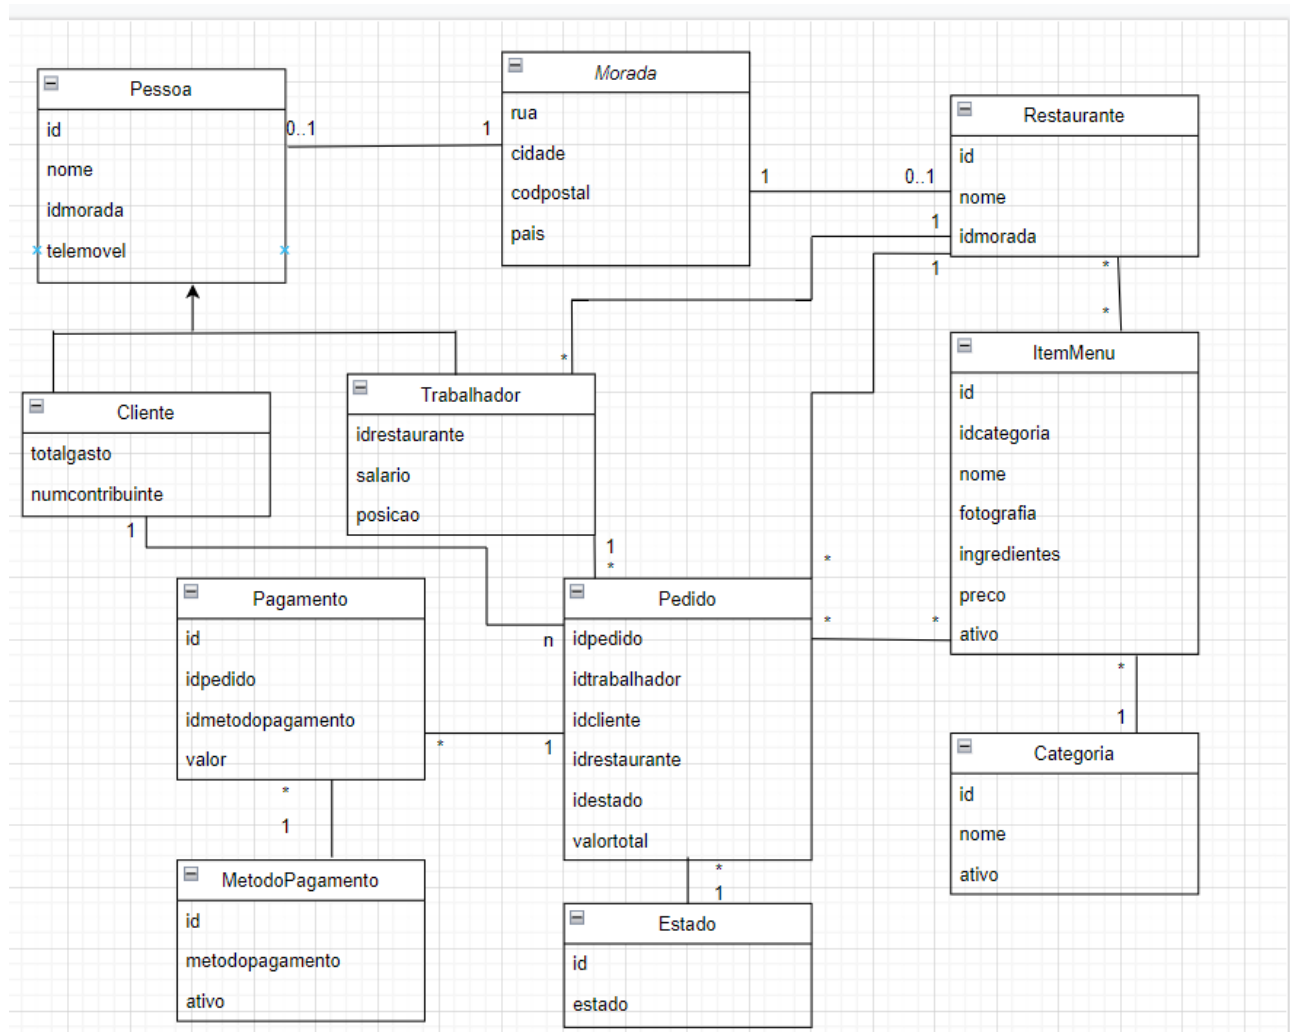 Pessoa
id
nome
idmorada
telemovel
0..1
1
Morada
rua
cidade
codpostal
pais
1
0..1
Restaurante
id
nome
idmorada
1
1
*
*
*
ItemMenu
id
idcategoria
nome
fotografia
ingredientes
preco
ativo
Cliente
totalgasto
numcontribuinte
1
Trabalhador
idrestaurante
salario
posicao
1
*
*
*
*
n
Pagamento
id
idpedido
idmetodopagamento
valor
*
1
Pedido
idpedido
idtrabalhador
idcliente
idrestaurante
idestado
valortotal
*
1
Categoria
id
nome
ativo
*
1
MetodoPagamento
id
metodopagamento
ativo
*
1
Estado
id
estado